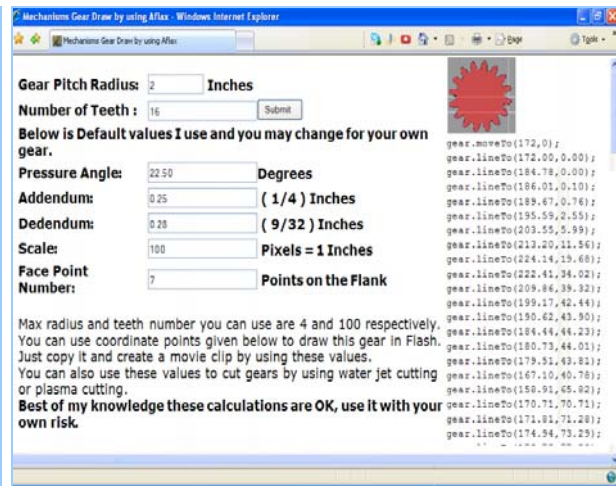 Mechanisms Gear Draw by using Aflax - Windows Internet Explorer
Mechanisms Gear Draw by using Aflax
Page
Tools
Gear Pitch Radius: 2 Inches
Number of Teeth : 16 Submit
Below is Default values I use and you may change for your own
gear.
Pressure Angle: 22.50 Degrees
Addendum: 0.25 ( 1/4 ) Inches
Dedendum: 0.28 ( 9/32 ) Inches
Scale: 100 Pixels = 1 Inches
Face Point
Number: 7 Points on the Flank
Max radius and teeth number you can use are 4 and 100 respectively.
You can use coordinate points given below to draw this gear in Flash.
Just copy it and create a movie clip by using these values.
You can also use these values to cut gears by using water jet cutting
or plasma cutting.
Best of my knowledge these calculations are OK, use it with your
own risk.
gear.moveTo(172,0);
gear.lineTo(172.00,0.00);
gear.lineTo(184.78,0.00);
gear.lineTo(186.01,0.10);
gear.lineTo(189.67,0.76);
gear.lineTo(195.59,2.55);
gear.lineTo(203.55,5.99);
gear.lineTo(213.20,11.56);
gear.lineTo(224.14,19.68);
gear.lineTo(222.41,34.02);
gear.lineTo(209.86,39.32);
gear.lineTo(199.17,42.44);
gear.lineTo(190.62,43.90);
gear.lineTo(184.44,44.23);
gear.lineTo(180.73,44.01);
gear.lineTo(179.51,43.81);
gear.lineTo(167.10,40.78);
gear.lineTo(158.91,65.82);
gear.lineTo(170.71,70.71);
gear.lineTo(171.81,71.28);
gear.lineTo(174.94,73.29);